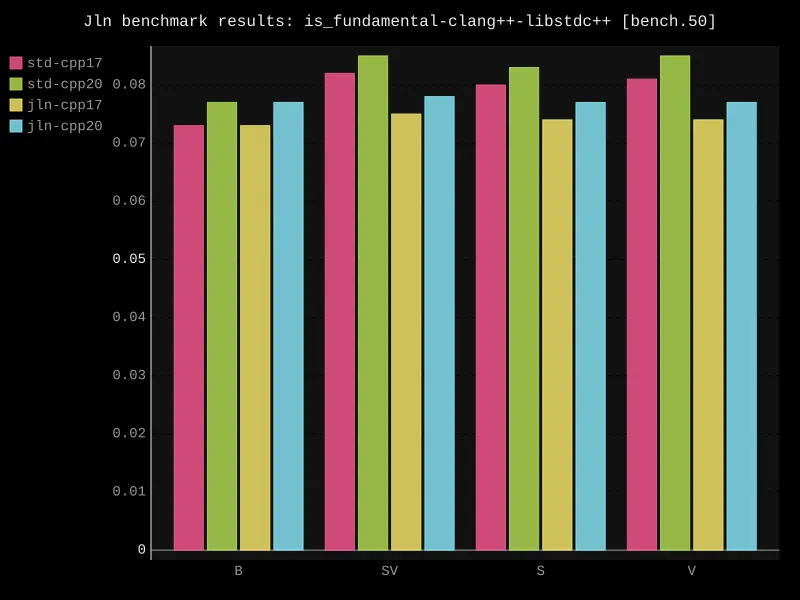 Jln benchmark results: is_fundamental-clang++-libstdc++ [bench.50]
std-cpp17
std-cpp20
jln-cpp17
jln-cpp20
0.08
0.07
0.06
0.05
0.04
0.03
0.02
0.01
0
B SV S V